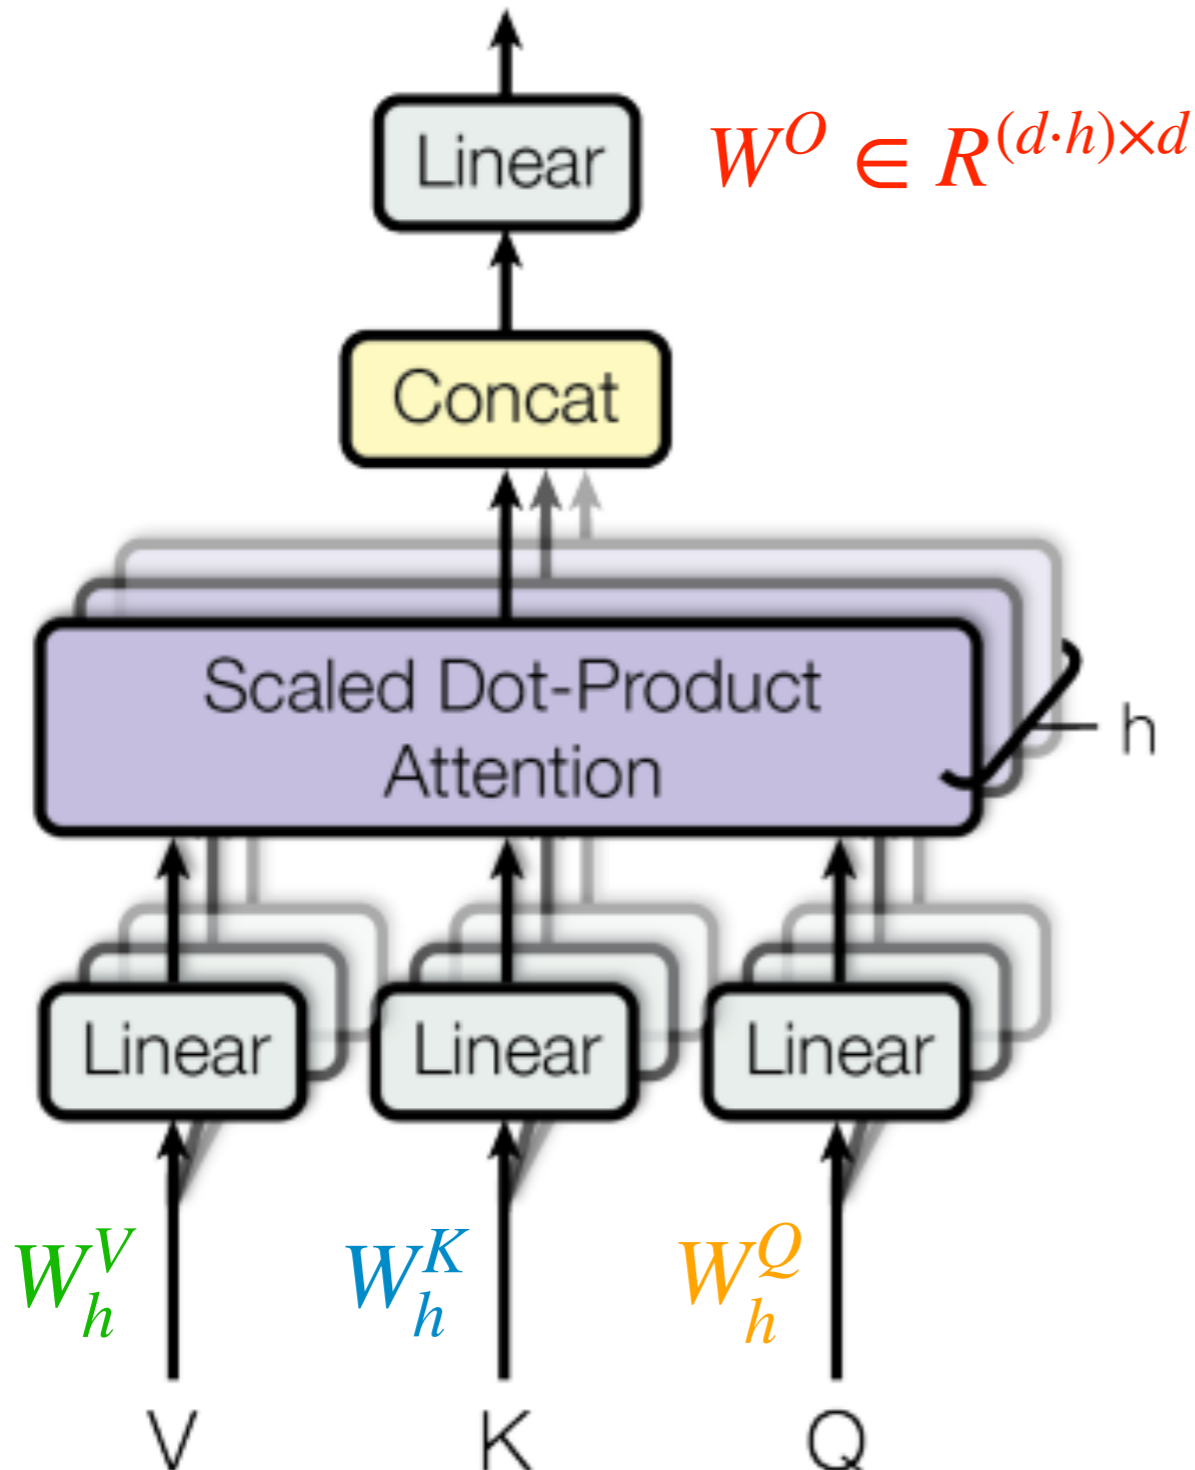 Linear
W^O ∈ R^{(d·h)×d}
Concat
Scaled Dot-Product
Attention
h
Linear
Linear
Linear
W_h^V
W_h^K
W_h^Q
V
K
Q